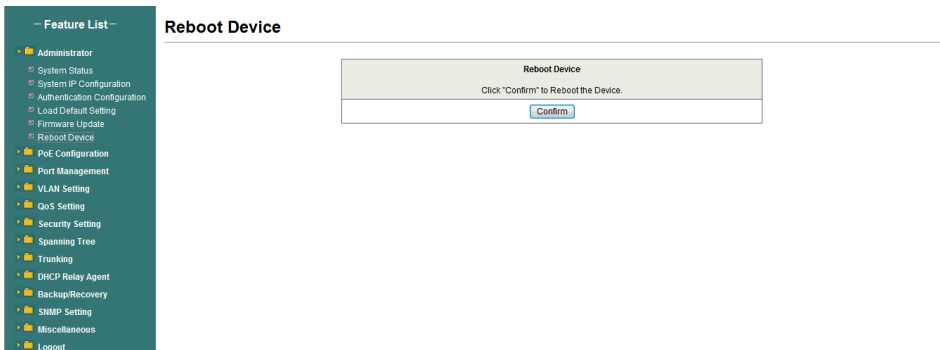 — Feature List —
Administrator
System Status
System IP Configuration
Authentication Configuration
Load Default Setting
Firmware Update
Reboot Device
PoE Configuration
Port Management
VLAN Setting
QoS Setting
Security Setting
Spanning Tree
Trunking
DHCP Relay Agent
Backup/Recovery
SNMP Setting
Miscellaneous
Logout
Reboot Device
Reboot Device
Click "Confirm" to Reboot the Device.
Confirm